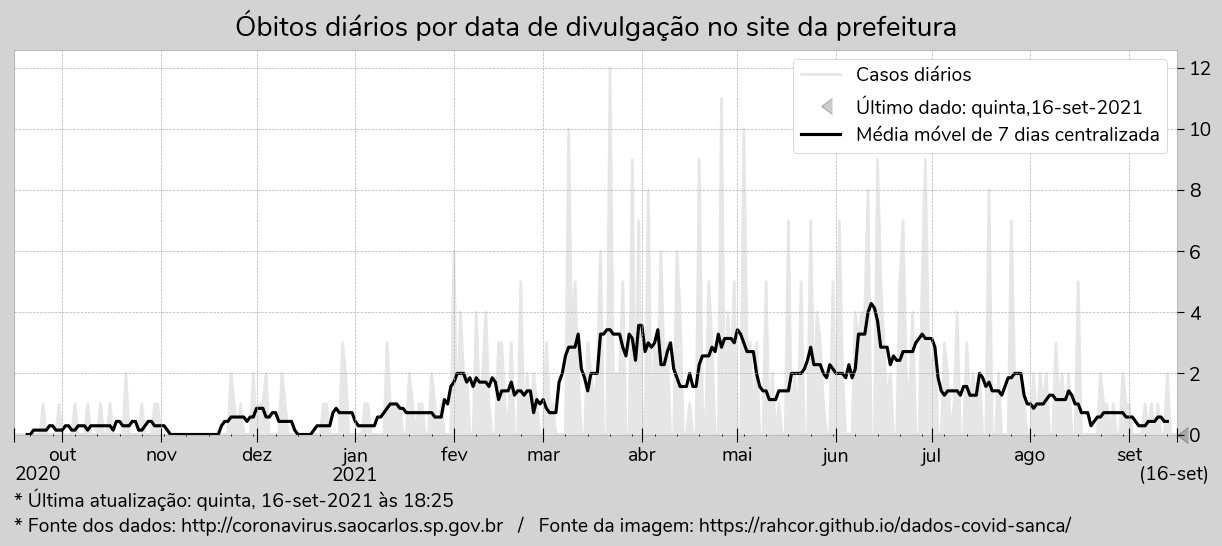 Óbitos diários por data de divulgação no site da prefeitura
Casos diários
Último dado: quinta,16-set-2021
Média móvel de 7 dias centralizada
12
10
8
6
4
2
0
out nov dez jan fev mar abr mai jun jul ago set
2020 2021 (16-set)
* Última atualização: quinta, 16-set-2021 às 18:25
* Fonte dos dados: http://coronavirus.saocarlos.sp.gov.br / Fonte da imagem: https://rahcor.github.io/dados-covid-sanca/